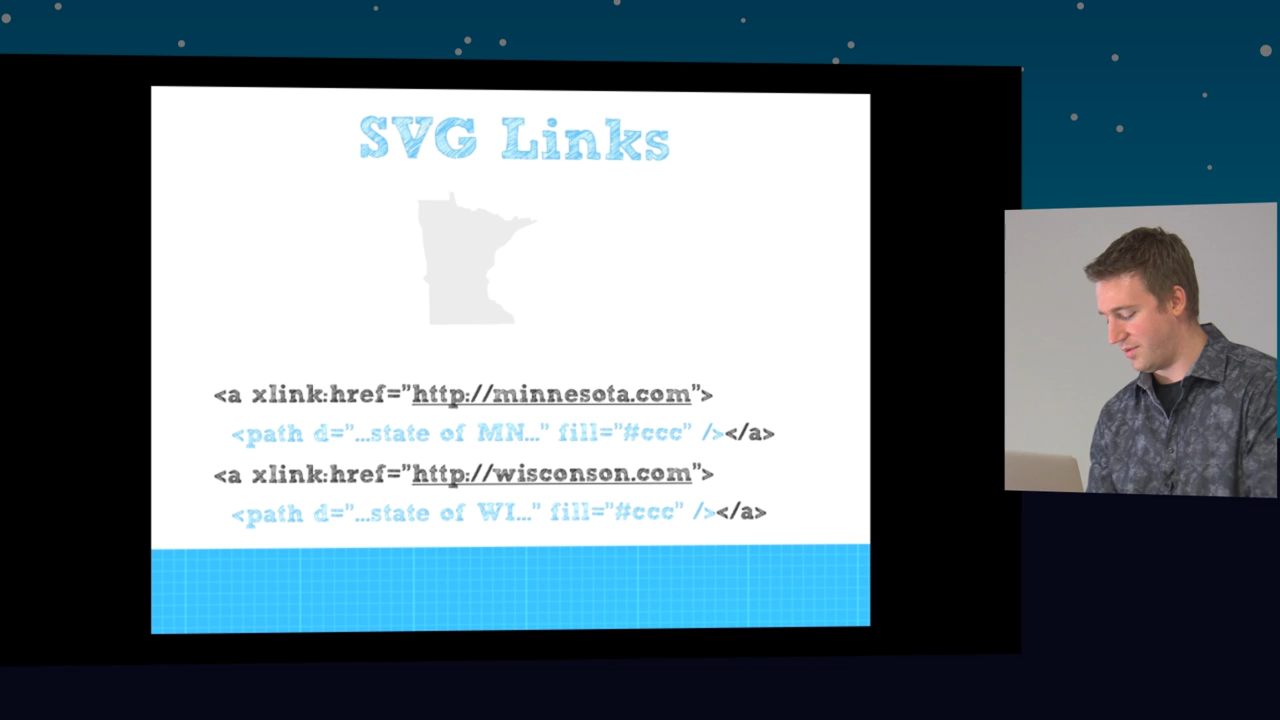 SVG Links
<a xlink:href="http://minnesota.com">
<path d="...state of MN..." fill="#ccc" /></a>
<a xlink:href="http://wisconson.com">
<path d="...state of WI..." fill="#ccc" /></a>